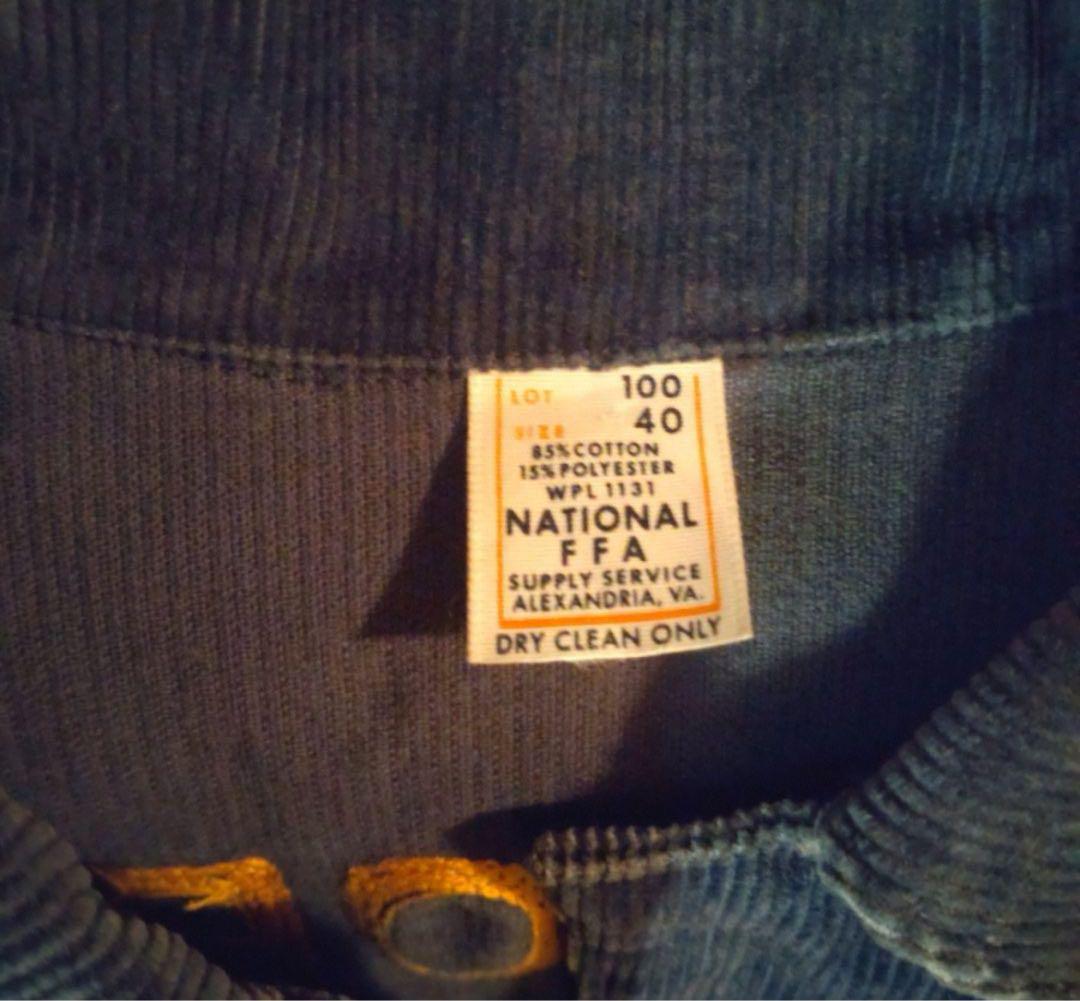 LOT 100
SIZE 40
85% COTTON
15% POLYESTER
WPL 1131
NATIONAL
FFA
SUPPLY SERVICE
ALEXANDRIA, VA.
DRY CLEAN ONLY